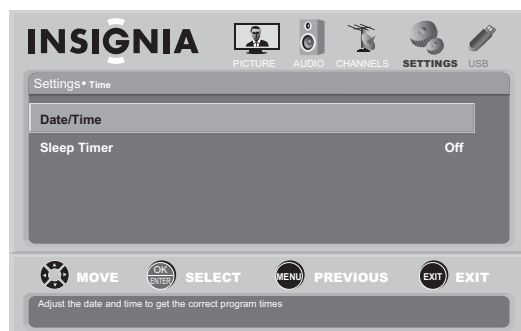 INSIGNIA
PICTURE AUDIO CHANNELS SETTINGS USB
Settings• Time
Date/Time
Sleep Timer Off
MOVE OK ENTER SELECT MENU PREVIOUS EXIT EXIT
Adjust the date and time to get the correct program times